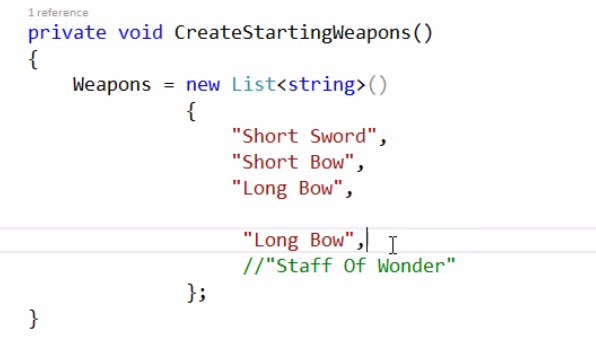 1 reference
private void CreateStartingWeapons()
{
Weapons = new List<string>()
{
"Short Sword",
"Short Bow",
"Long Bow",
"Long Bow",
//"Staff Of Wonder"
};
}